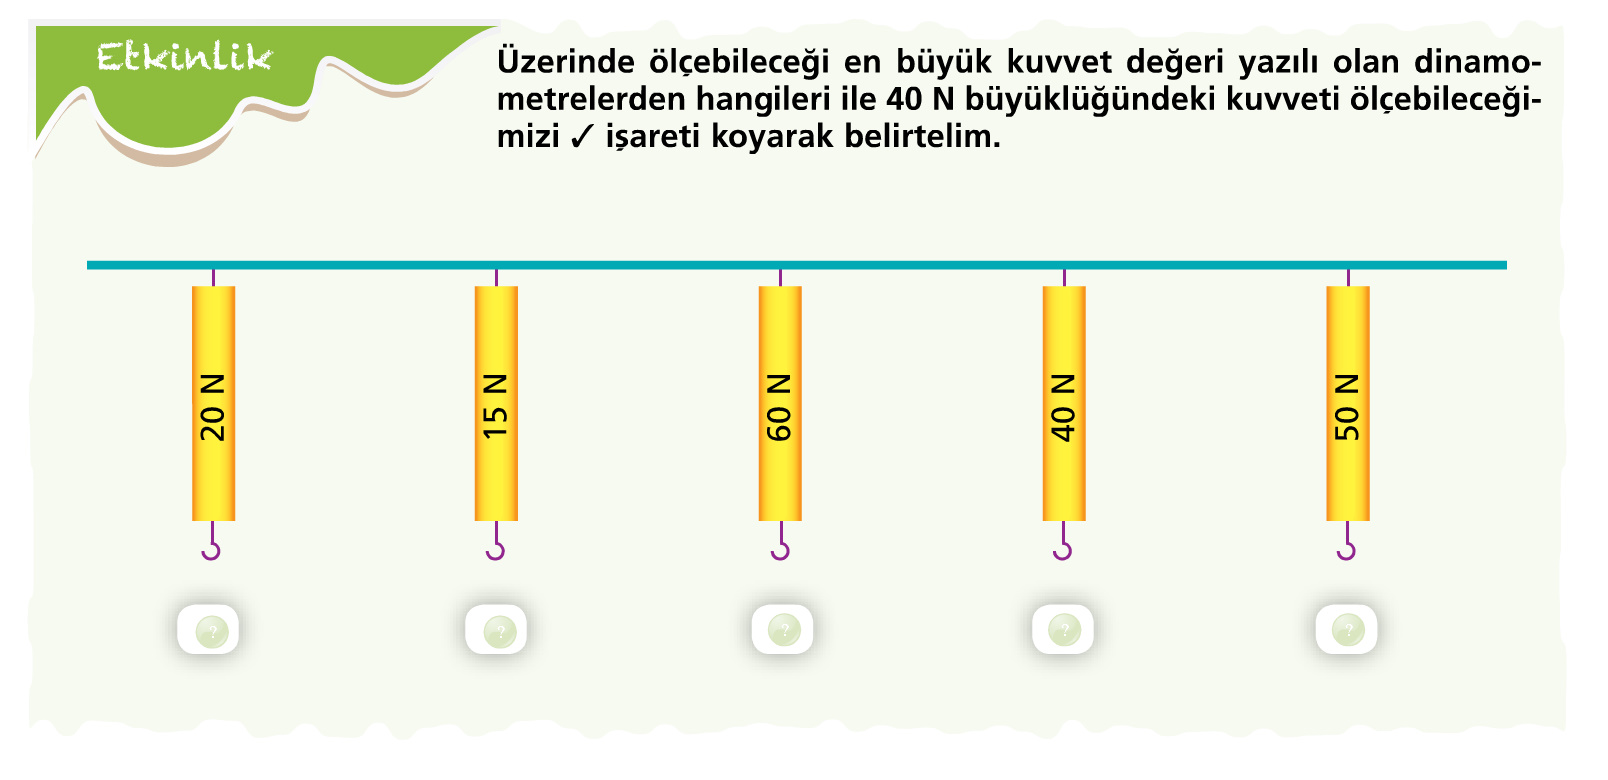 Etkinlik
Üzerinde ölçebileceği en büyük kuvvet değeri yazılı olan dinamo-
metrelerden hangileri ile 40 N büyüklüğündeki kuvveti ölçebileceği-
mizi ✓ işareti koyarak belirtelim.
20 N
15 N
60 N
40 N
50 N
?
?
?
?
?